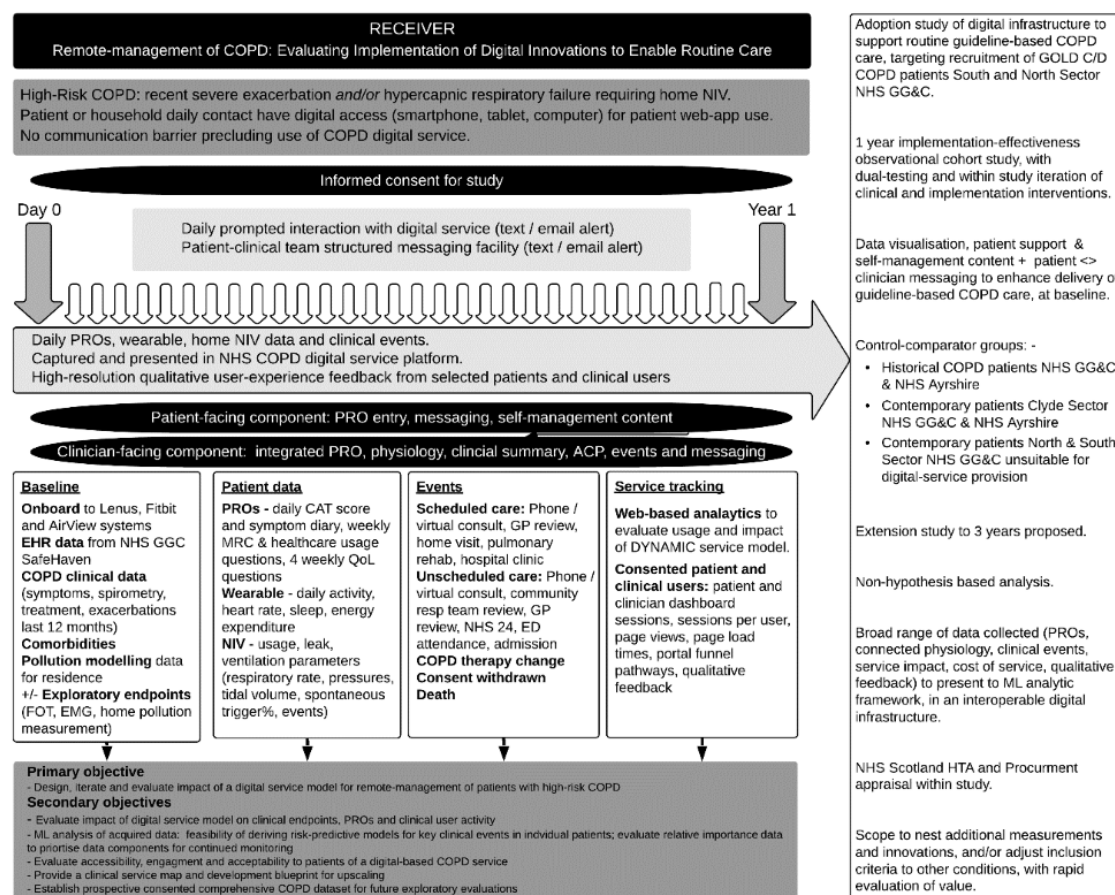 RECEIVER
Remote-management of COPD: Evaluating Implementation of Digital Innovations to Enable Routine Care
High-Risk COPD: recent severe exacerbation and/or hypercapnic respiratory failure requiring home NIV.
Patient or household daily contact have digital access (smartphone, tablet, computer) for patient web-app use.
No communication barrier precluding use of COPD digital service.
Informed consent for study
Day 0
Year 1
Daily prompted interaction with digital service (text / email alert)
Patient-clinical team structured messaging facility (text / email alert)
Daily PROs, wearable, home NIV data and clinical events.
Captured and presented in NHS COPD digital service platform.
High-resolution qualitative user-experience feedback from selected patients and clinical users
Patient-facing component: PRO entry, messaging, self-management content
Clinician-facing component: integrated PRO, physiology, clincial summary, ACP, events and messaging
Baseline
Onboard to Lenus, Fitbit
and AirView systems
EHR data from NHS GGC
SafeHaven
COPD clinical data
(symptoms, spirometry,
treatment, exacerbations
last 12 months)
Comorbidities
Pollution modelling data
for residence
+/- Exploratory endpoints
(FOT, EMG, home pollution
measurement)
Patient data
PROs - daily CAT score
and symptom diary, weekly
MRC & healthcare usage
questions, 4 weekly QoL
questions
Wearable - daily activity,
heart rate, sleep, energy
expenditure
NIV - usage, leak,
ventilation parameters
(respiratory rate, pressures,
tidal volume, spontaneous
trigger%, events)
Events
Scheduled care: Phone /
virtual consult, GP review,
home visit, pulmonary
rehab, hospital clinic
Unscheduled care: Phone /
virtual consult, community
resp team review, GP
review, NHS 24, ED
attendance, admission
COPD therapy change
Consent withdrawn
Death
Service tracking
Web-based analaytics to
evaluate usage and impact
of DYNAMIC service model.
Consented patient and
clinical users: patient and
clinician dashboard
sessions, sessions per user,
page views, page load
times, portal funnel
pathways, qualitative
feedback
Primary objective
- Design, iterate and evaluate impact of a digital service model for remote-management of patients with high-risk COPD
Secondary objectives
- Evaluate impact of digital service model on clinical endpoints, PROs and clinical user activity
- ML analysis of acquired data: feasibility of deriving risk-predictive models for key clinical events in indvidual patients; evaluate relative importance data
to priortise data components for continued monitoring
- Evaluate accessibility, engagment and acceptability to patients of a digital-based COPD service
- Provide a clinical service map and development blueprint for upscaling
- Establish prospective consented comprehensive COPD dataset for future exploratory evaluations
Adoption study of digital infrastructure to
support routine guideline-based COPD
care, targeting recruitment of GOLD C/D
COPD patients South and North Sector
NHS GG&C.
1 year implementation-effectiveness
observational cohort study, with
dual-testing and within study iteration of
clinical and implementation interventions.
Data visualisation, patient support &
self-management content + patient <>
clinician messaging to enhance delivery o
guideline-based COPD care, at baseline.
Control-comparator groups: -
• Historical COPD patients NHS GG&C
& NHS Ayrshire
• Contemporary patients Clyde Sector
NHS GG&C & NHS Ayrshire
• Contemporary patients North & South
Sector NHS GG&C unsuitable for
digital-service provision
Extension study to 3 years proposed.
Non-hypothesis based analysis.
Broad range of data collected (PROs,
connected physiology, clinical events,
service impact, cost of service, qualitative
feedback) to present to ML analytic
framework, in an interoperable digital
infrastructure.
NHS Scotland HTA and Procurment
appraisal within study.
Scope to nest additional measurements
and innovations, and/or adjust inclusion
criteria to other conditions, with rapid
evaluation of value.